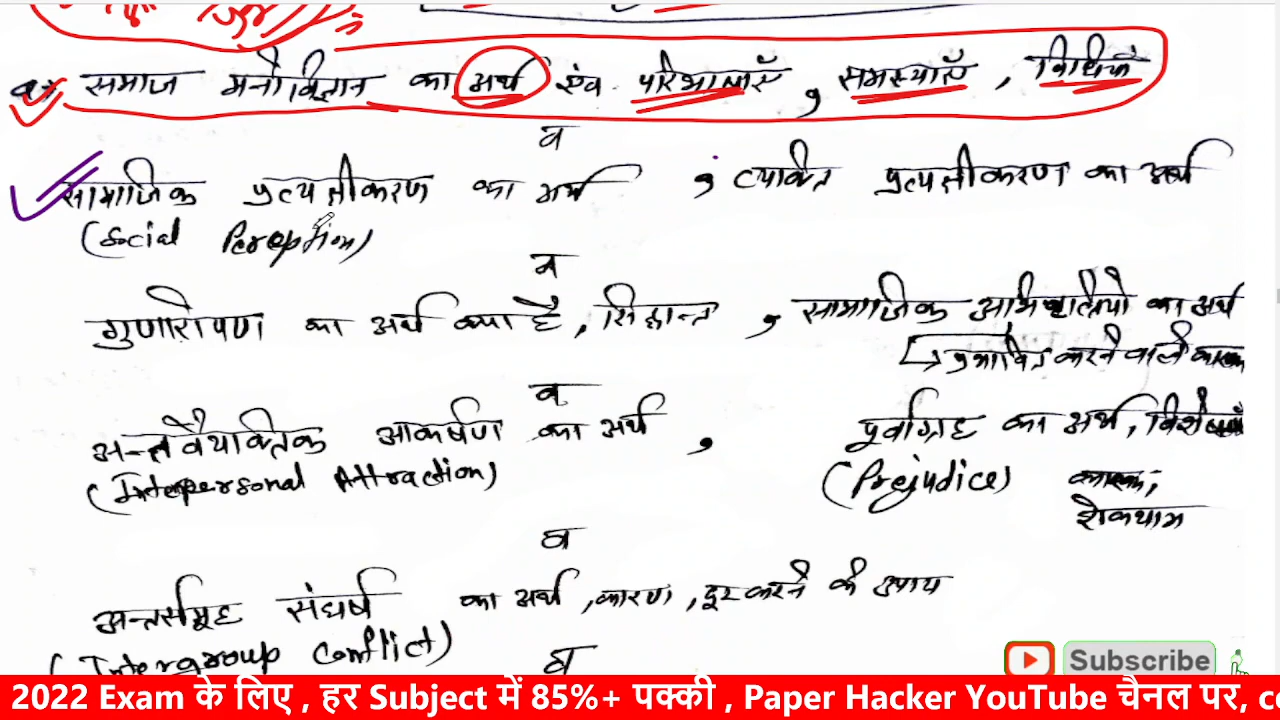 समाज मनोविज्ञान का अर्थ एंव परिभाषाएँ , समस्याएँ , विधियाँ
व
सामाजिक प्रत्यक्षीकरण का अर्थ , व्यक्ति प्रत्यक्षीकरण का अर्थ
(Social Perception)
व
गुणारोपण का अर्थ क्या है , सिद्धान्त , सामाजिक का अर्थ
प्रभावित करने वाले कारक
व
अन्तर्वैयक्तिक आकर्षण का अर्थ , पूर्वाग्रह का अर्थ , विशेषताएँ
(Interpersonal Attraction) (Prejudice) कारण,
रोकथाम
व
अन्तर्समूह संघर्ष का अर्थ , कारण , दूर करने के उपाय
(Intergroup Conflict)
व
Subscribe
2022 Exam के लिए , हर Subject में 85%+ पक्की , Paper Hacker YouTube चैनल पर, c